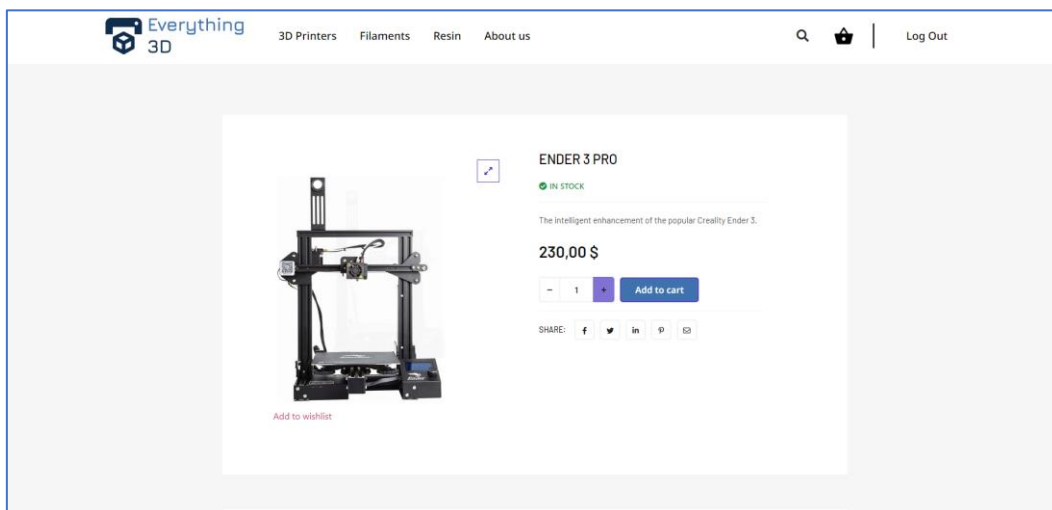 Everything
3D
3D Printers
Filaments
Resin
About us
Log Out
ENDER 3 PRO
IN STOCK
The intelligent enhancement of the popular Creality Ender 3.
230,00 $
- 1 +
Add to cart
SHARE:
Add to wishlist